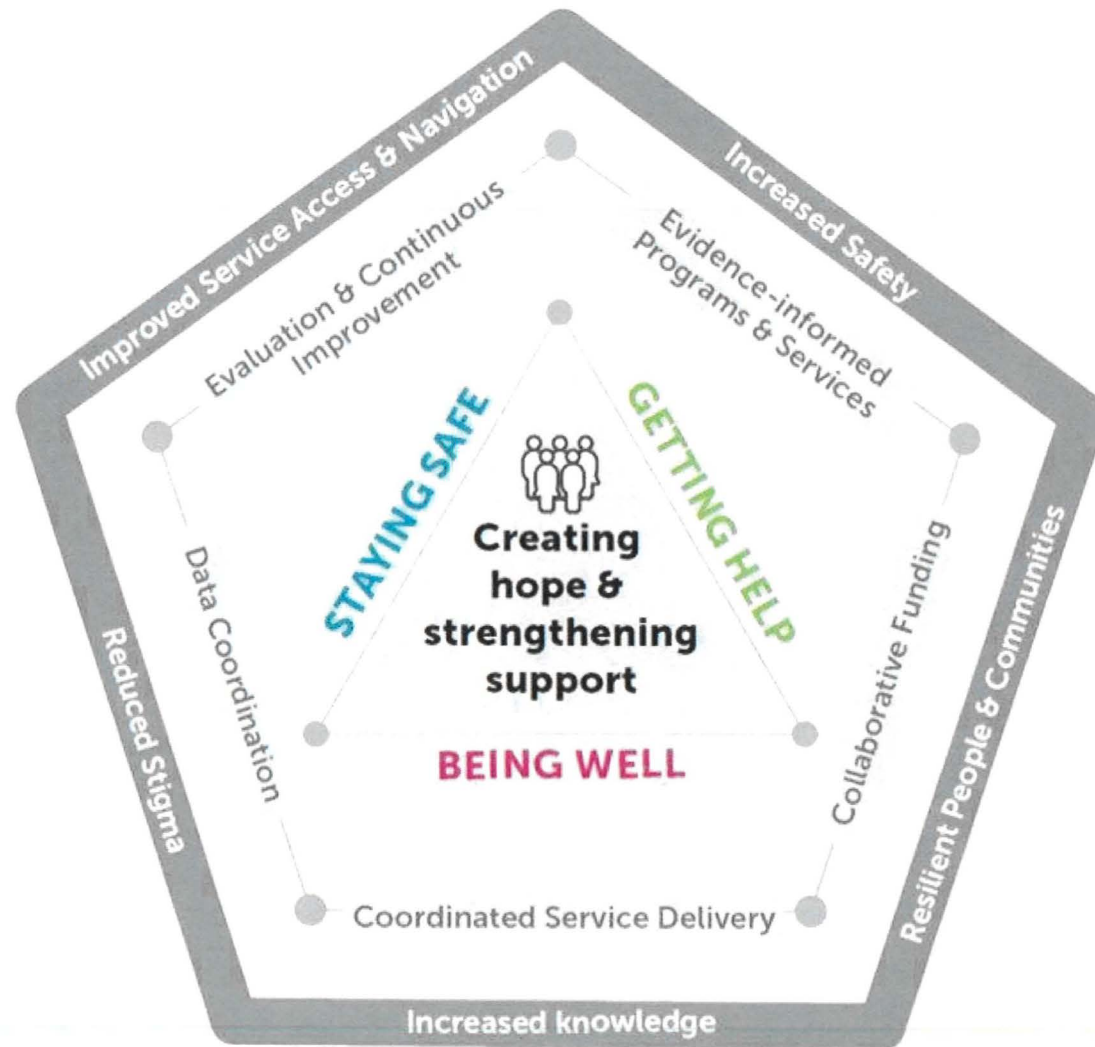 Improved Service Access & Navigation
Increased Safety
Evaluation & Continuous
Improvement
Evidence-informed
Programs & Services
STAYING SAFE
GETTING HELP
Creating
hope &
strengthening
support
BEING WELL
Data Coordination
Collaborative Funding
Reduced Stigma
Resilient People & Communities
Coordinated Service Delivery
Increased knowledge